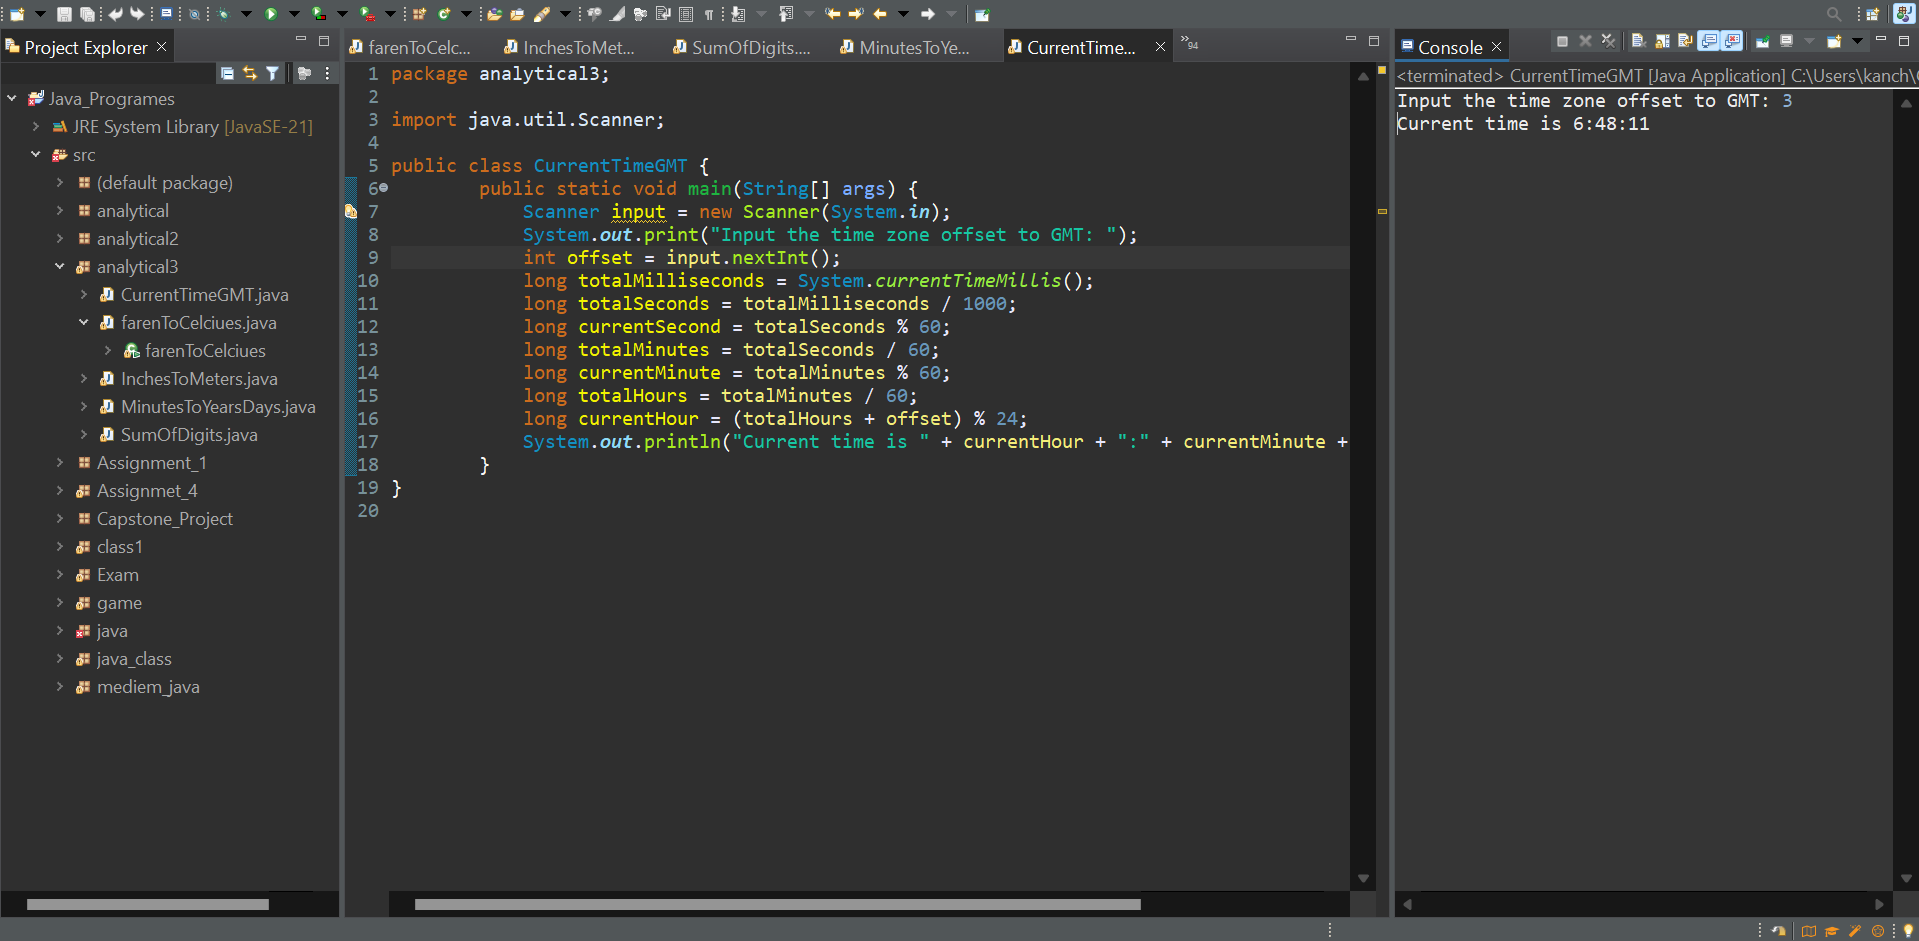 Project Explorer
Java_Programes
JRE System Library [JavaSE-21]
src
(default package)
analytical
analytical2
analytical3
CurrentTimeGMT.java
farenToCelciues.java
farenToCelciues
InchesToMeters.java
MinutesToYearsDays.java
SumOfDigits.java
Assignment_1
Assignmet_4
Capstone_Project
class1
Exam
game
java
java_class
mediem_java
farenToCelc... InchesToMet... SumOfDigits.... MinutesToYe... CurrentTime... »94
1 package analytical3;
2
3 import java.util.Scanner;
4
5 public class CurrentTimeGMT {
6 public static void main(String[] args) {
7 Scanner input = new Scanner(System.in);
8 System.out.print("Input the time zone offset to GMT: ");
9 int offset = input.nextInt();
10 long totalMilliseconds = System.currentTimeMillis();
11 long totalSeconds = totalMilliseconds / 1000;
12 long currentSecond = totalSeconds % 60;
13 long totalMinutes = totalSeconds / 60;
14 long currentMinute = totalMinutes % 60;
15 long totalHours = totalMinutes / 60;
16 long currentHour = (totalHours + offset) % 24;
17 System.out.println("Current time is " + currentHour + ":" + currentMinute +
18 }
19 }
20
Console
<terminated> CurrentTimeGMT [Java Application] C:\Users\kanch\
Input the time zone offset to GMT: 3
Current time is 6:48:11